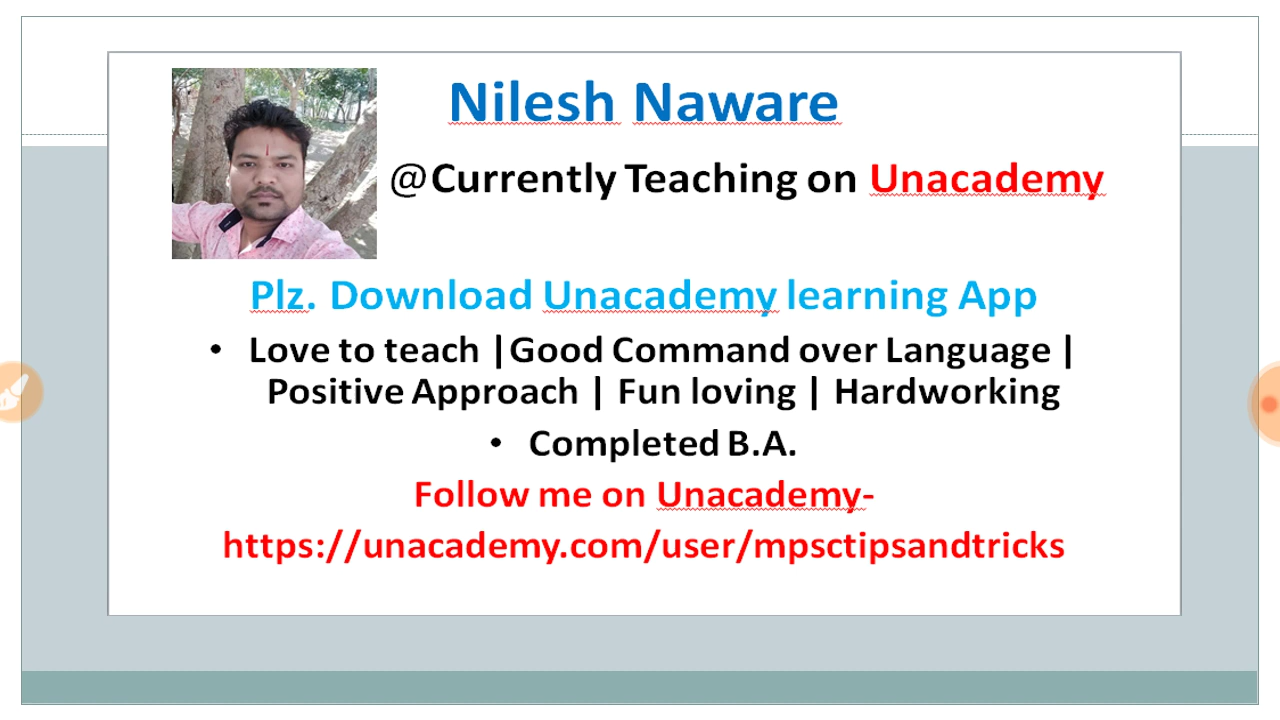 Nilesh Naware
@Currently Teaching on Unacademy
Plz. Download Unacademy learning App
• Love to teach |Good Command over Language |
Positive Approach | Fun loving | Hardworking
• Completed B.A.
Follow me on Unacademy-
https://unacademy.com/user/mpsctipsandtricks